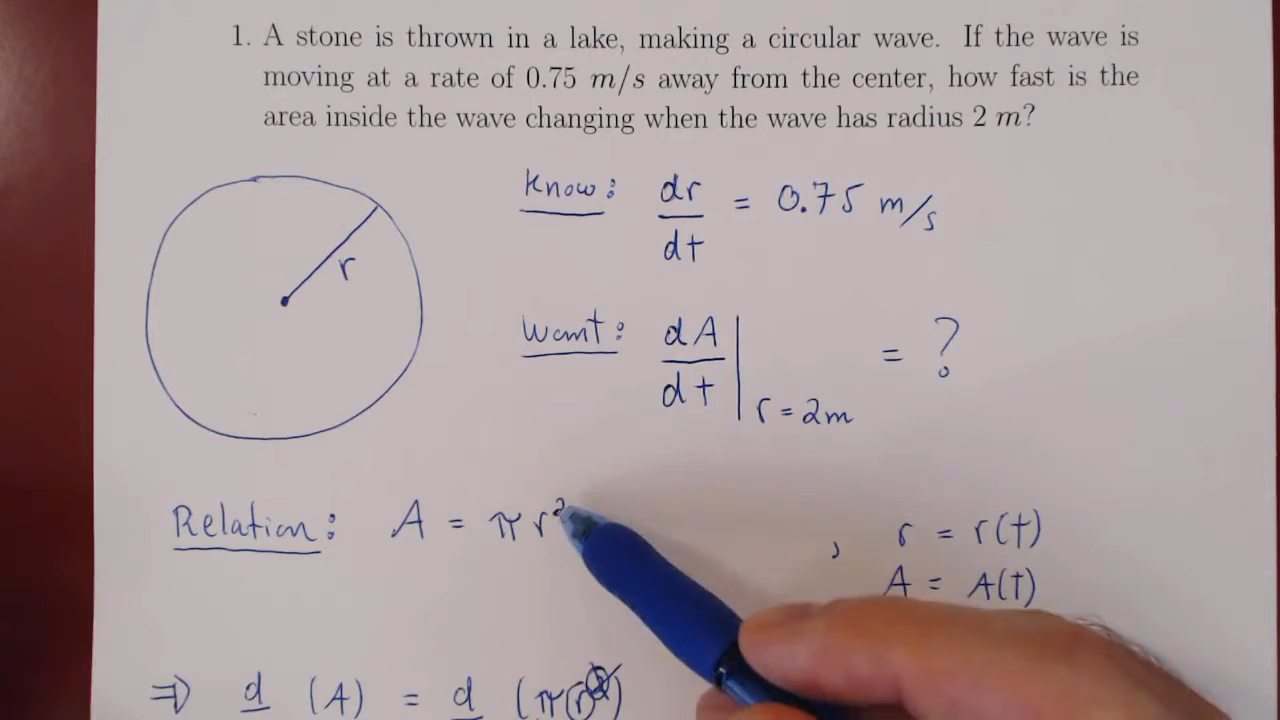 1. A stone is thrown in a lake, making a circular wave. If the wave is
moving at a rate of 0.75 m/s away from the center, how fast is the
area inside the wave changing when the wave has radius 2 m?
r
Know: dr/dt = 0.75 m/s
Want: dA/dt | r = 2m = ?
Relation: A = πr² , r = r(t)
A = A(t)
⇒ d (A) = d (πr²)